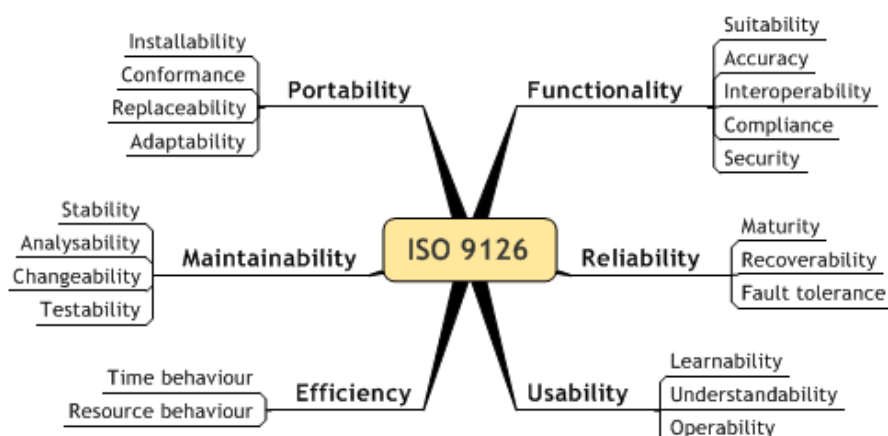 Portability
Installability
Conformance
Replaceability
Adaptability
Functionality
Suitability
Accuracy
Interoperability
Compliance
Security
ISO 9126
Maintainability
Stability
Analysability
Changeability
Testability
Reliability
Maturity
Recoverability
Fault tolerance
Efficiency
Time behaviour
Resource behaviour
Usability
Learnability
Understandability
Operability